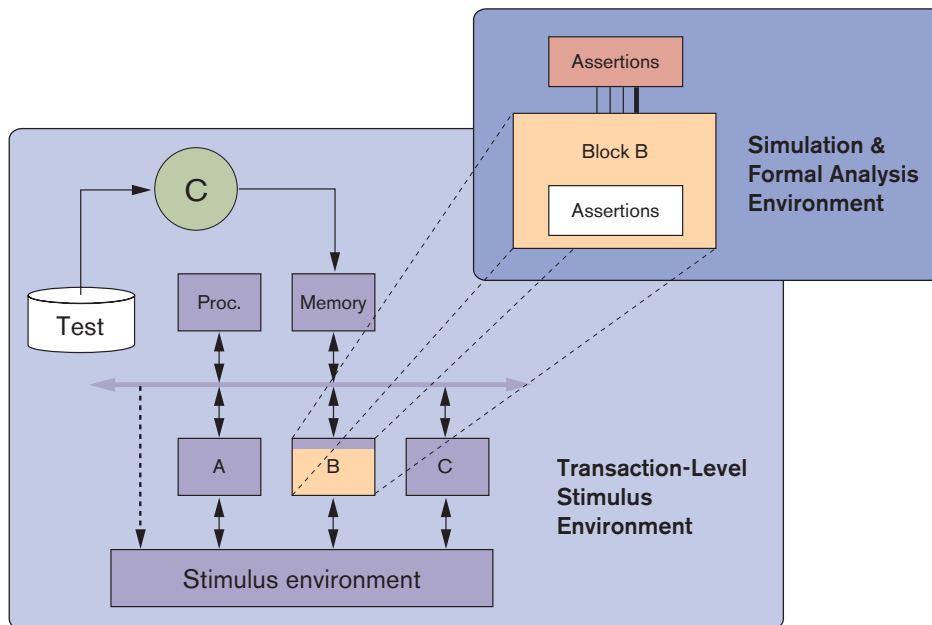 Assertions
Block B
Assertions
Simulation &
Formal Analysis
Environment
C
Test
Proc.
Memory
A
B
C
Transaction-Level
Stimulus
Environment
Stimulus environment